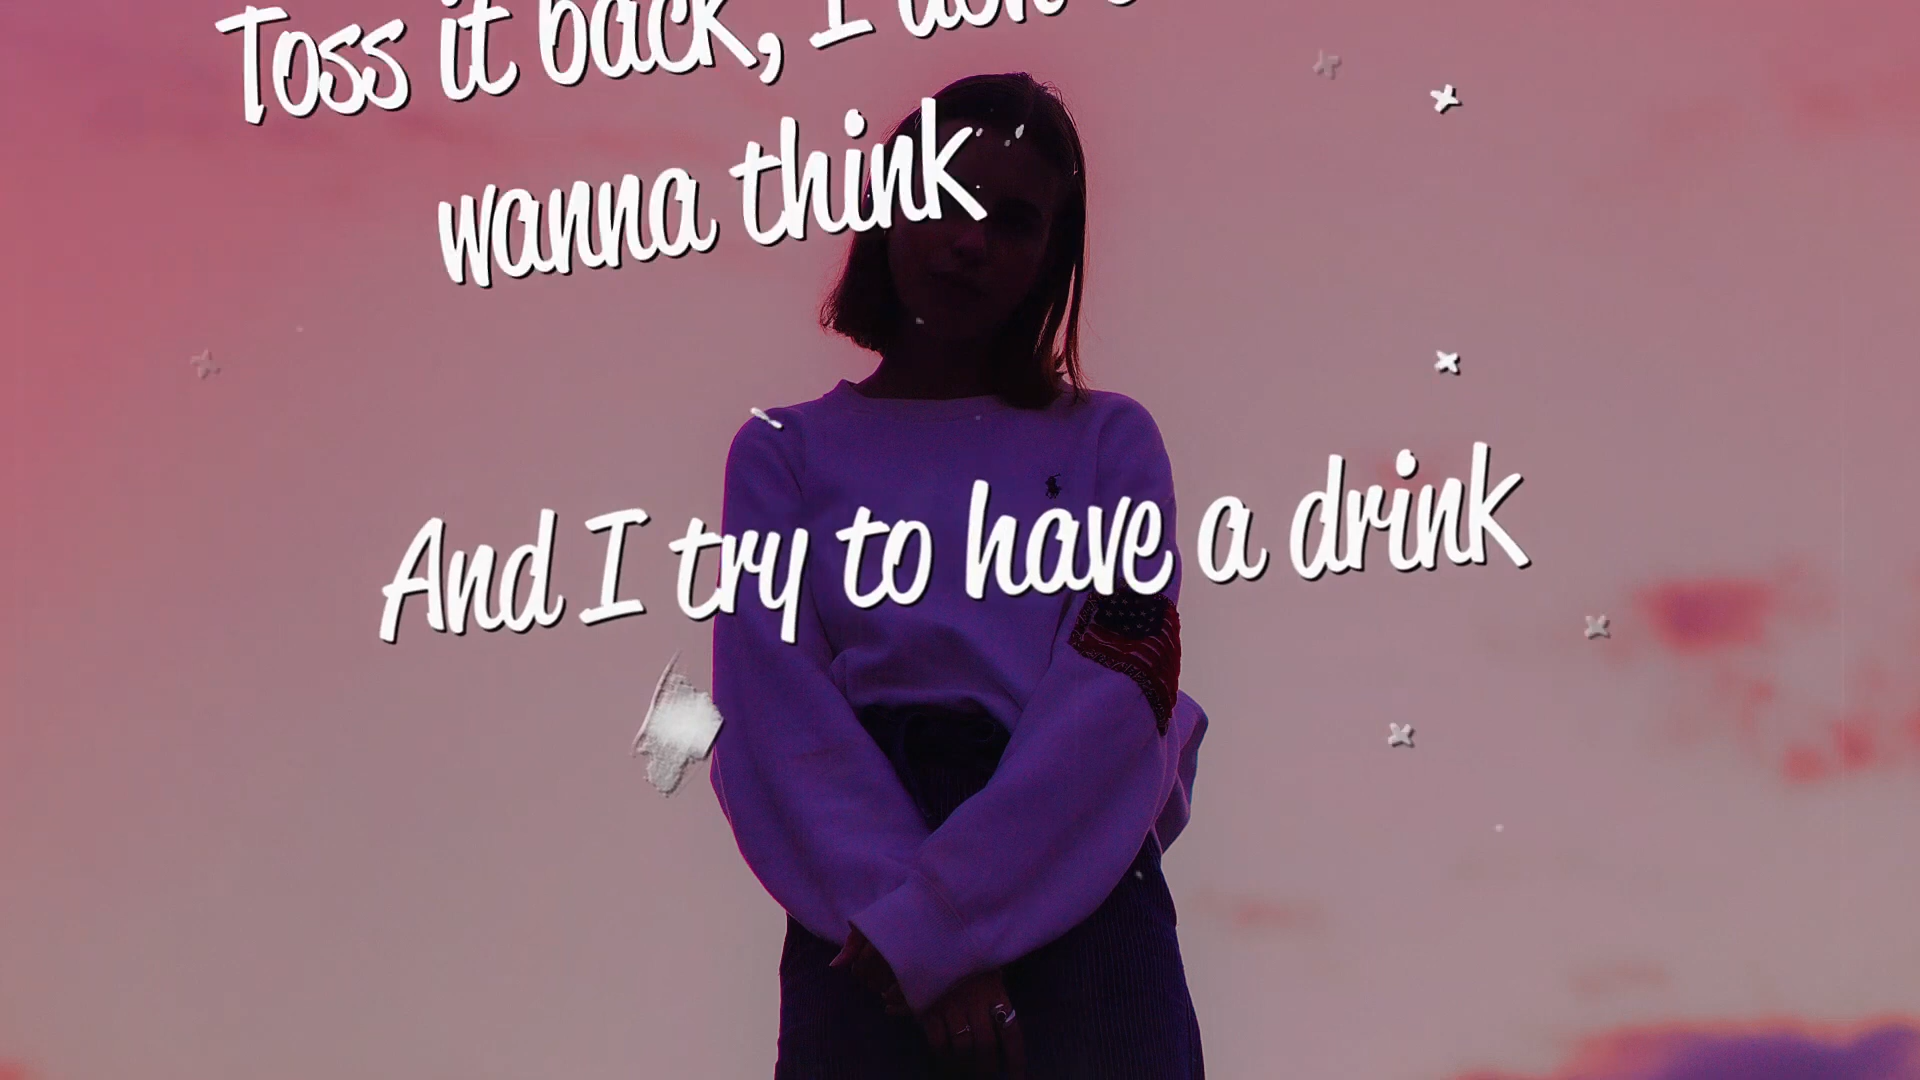 Toss it back, I don't
wanna think
And I try to have a drink